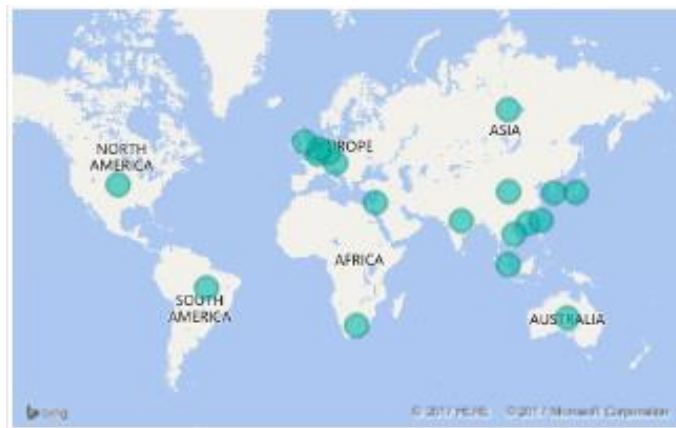 NORTH
AMERICA
EUROPE
ASIA
AFRICA
SOUTH
AMERICA
AUSTRALIA
bing
© 2017 HERE © 2017 Microsoft Corporation